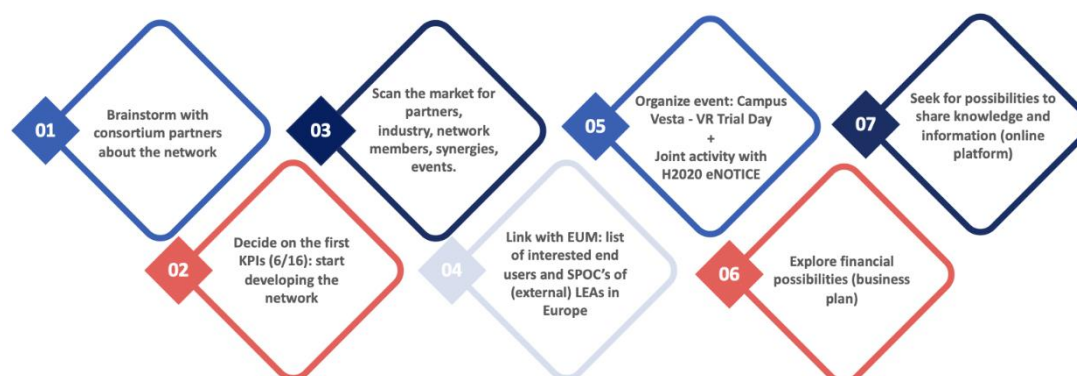 01
Brainstorm with
consortium partners
about the network
02
Decide on the first
KPIs (6/16): start
developing the
network
03
Scan the market for
partners,
industry, network
members, synergies,
events.
04
Link with EUM: list
of interested end
users and SPOC's of
(external) LEAs in
Europe
05
Organize event: Campus
Vesta - VR Trial Day
+
Joint activity with
H2020 eNOTICE
06
Explore financial
possibilities (business
plan)
07
Seek for possibilities to
share knowledge and
information (online
platform)